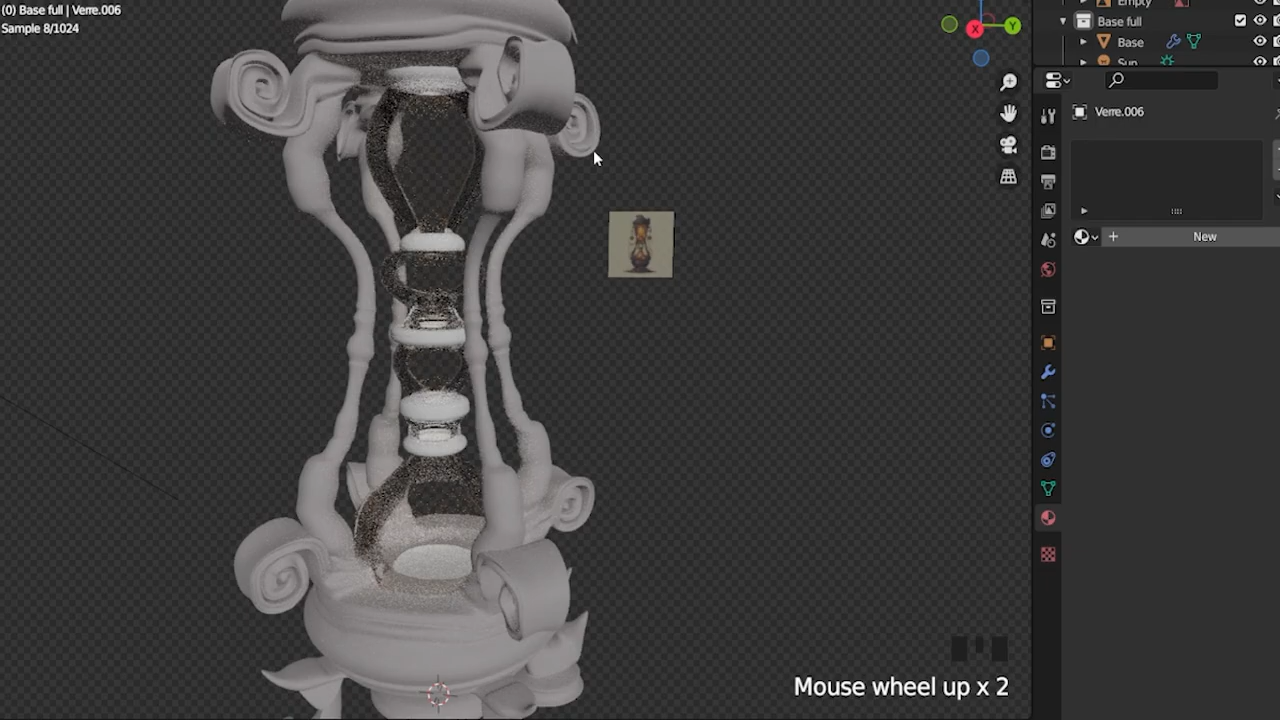 (0) Base full | Verre.006
Sample 8/1024
X
Y
Empty
Base full
Base
Sun
Verre.006
New
Mouse wheel up x 2